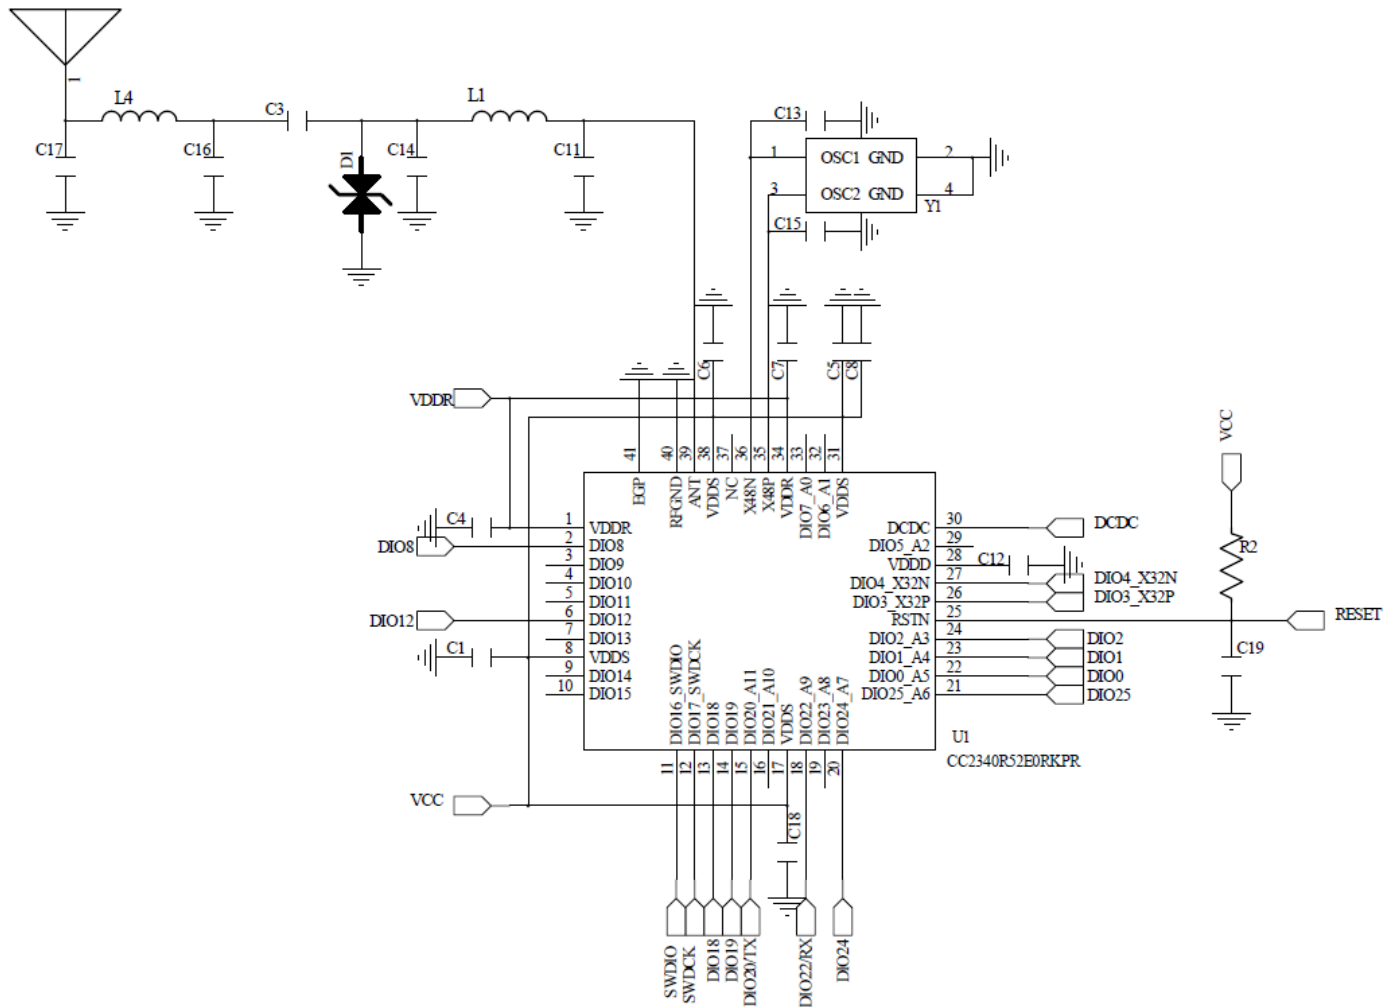 1
L4
C3
L1
C17
C16
D1
C14
C11
C13
1
OSC1 GND
2
3
OSC2 GND
4
C15
Y1
C6
C7
C5
C8
VDDR
VCC
41
40
39
38
37
36
35
34
33
32
31
EGP
RFGND
ANT
VDDS
NC
X48N
X48P
VDDR
DIO7_A0
DIO6_A1
VDDS
C4
1
VDDR
DIO8
2
DIO8
3
DIO9
4
DIO10
5
DIO11
DIO12
6
DIO12
7
DIO13
C1
8
VDDS
9
DIO14
10
DIO15
DCDC
30
DCDC
DIO5_A2
29
VDDD
28
C12
DIO4_X32N
27
DIO4_X32N
DIO3_X32P
26
DIO3_X32P
RSTN
25
RESET
DIO2_A3
24
DIO2
DIO1_A4
23
DIO1
DIO0_A5
22
DIO0
DIO25_A6
21
DIO25
R2
C19
DIO16_SWDIO
DIO17_SWDCK
DIO18
DIO19
DIO20_A11
DIO21_A10
VDDS
DIO22_A9
DIO23_A8
DIO24_A7
U1
CC2340R52E0RKPR
11
12
13
14
15
16
17
18
19
20
VCC
C18
SWDIO
SWDCK
DIO18
DIO19
DIO20/TX
DIO22/RX
DIO24